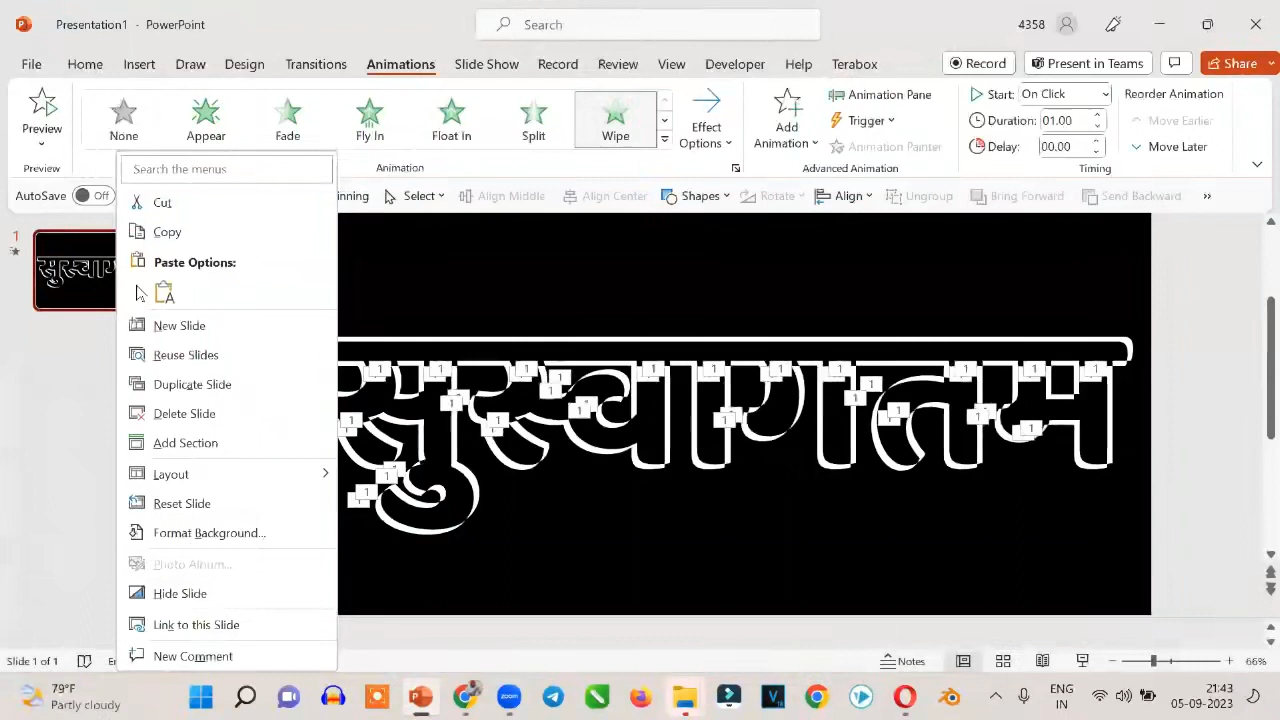 Presentation1 - PowerPoint
Search
4358
File Home Insert Draw Design Transitions Animations Slide Show Record Review View Developer Help Terabox
Record Present in Teams Share
Preview None Appear Fade Fly In Float In Split Wipe Effect Options Add Animation
Animation Pane
Trigger
Animation Painter
Start: On Click
Duration: 01.00
Delay: 00.00
Reorder Animation
Move Earlier
Move Later
Preview Animation Advanced Animation Timing
AutoSave Off
nning Select Align Middle Align Center Shapes Rotate Align Ungroup Bring Forward Send Backward
Search the menus
Cut
Copy
Paste Options:
New Slide
Reuse Slides
Duplicate Slide
Delete Slide
Add Section
Layout
Reset Slide
Format Background...
Photo Album...
Hide Slide
Link to this Slide
New Comment
1
सुस्वागतम
Slide 1 of 1
Notes
66%
79°F
Partly cloudy
zoom
ENG
IN
21:43
05-09-2023